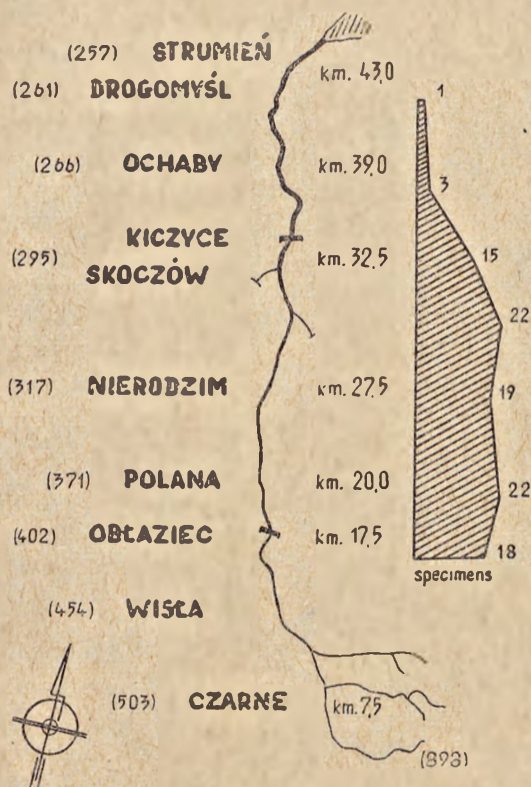 (257) STRUMIEŃ
km. 43,0
(261) DROGOMYŚL
1
(266) OCHABY km. 39,0
3
KICZYCE
(295) km. 32,5 15
SKOCZÓW
22
(317) NIERODZIM km. 27,5 19
(371) POLANA km. 20,0
22
(402) OBŁAZIEC km. 17,5
18
specimens
(454) WISŁA
(503) CZARNE km. 7,5
(893)